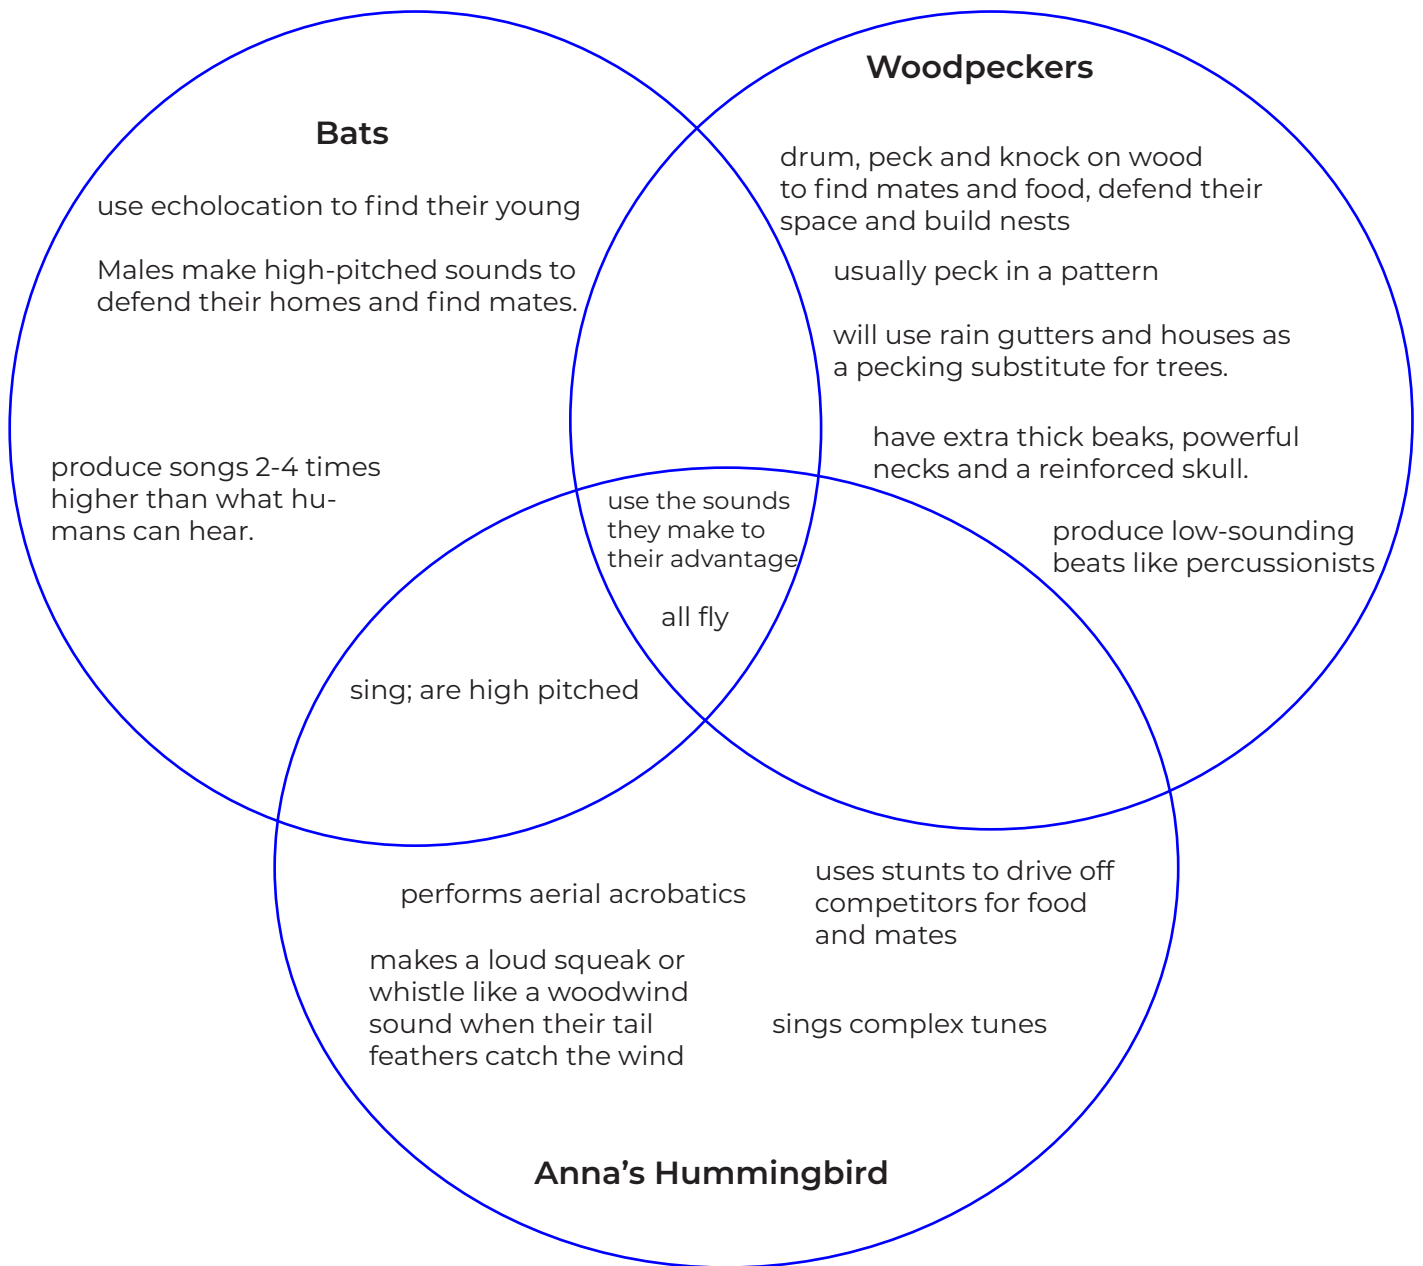 Bats
use echolocation to find their young
Males make high-pitched sounds to
defend their homes and find mates.
produce songs 2-4 times
higher than what hu-
mans can hear.
Woodpeckers
drum, peck and knock on wood
to find mates and food, defend their
space and build nests
usually peck in a pattern
will use rain gutters and houses as
a pecking substitute for trees.
have extra thick beaks, powerful
necks and a reinforced skull.
produce low-sounding
beats like percussionists
use the sounds
they make to
their advantage
all fly
sing; are high pitched
performs aerial acrobatics
makes a loud squeak or
whistle like a woodwind
sound when their tail
feathers catch the wind
uses stunts to drive off
competitors for food
and mates
sings complex tunes
Anna’s Hummingbird